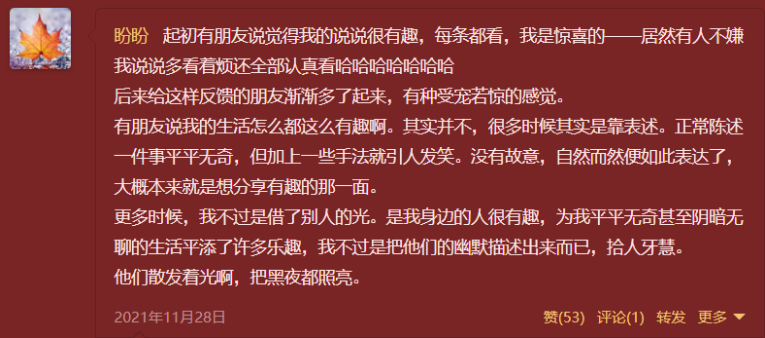 盼盼 起初有朋友说觉得我的说说很有趣，每条都看，我是惊喜的——居然有人不嫌
我说说多看着烦还全部认真看哈哈哈哈哈哈哈
后来给这样反馈的朋友渐渐多了起来，有种受宠若惊的感觉。
有朋友说我的生活怎么都这么有趣啊。其实并不，很多时候其实是靠表述。正常陈述
一件事平平无奇，但加上一些手法就引人发笑。没有故意，自然而然便如此表达了，
大概本来就是想分享有趣的那一面。
更多时候，我不过是借了别人的光。是我身边的人很有趣，为我平平无奇甚至阴暗无
聊的生活平添了许多乐趣，我不过是把他们的幽默描述出来而已，拾人牙慧。
他们散发着光啊，把黑夜都照亮。
2021年11月28日 赞(53) 评论(1) 转发 更多